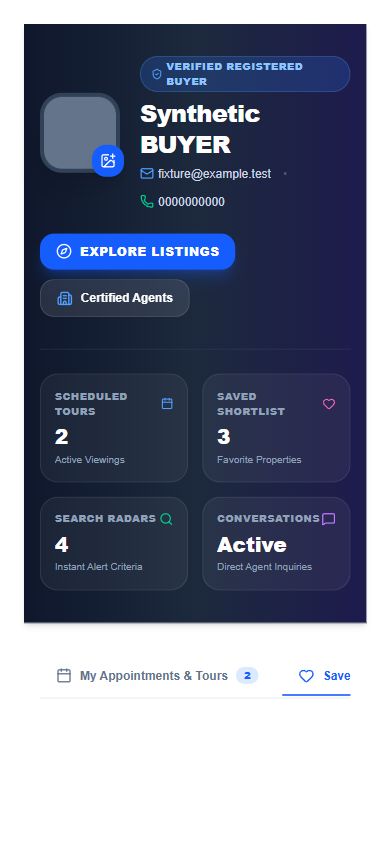 VERIFIED REGISTERED
BUYER
Synthetic
BUYER
fixture@example.test
0000000000
EXPLORE LISTINGS
Certified Agents
SCHEDULED
TOURS
2
Active Viewings
SAVED
SHORTLIST
3
Favorite Properties
SEARCH RADARS
4
Instant Alert Criteria
CONVERSATIONS
Active
Direct Agent Inquiries
My Appointments & Tours 2
Save